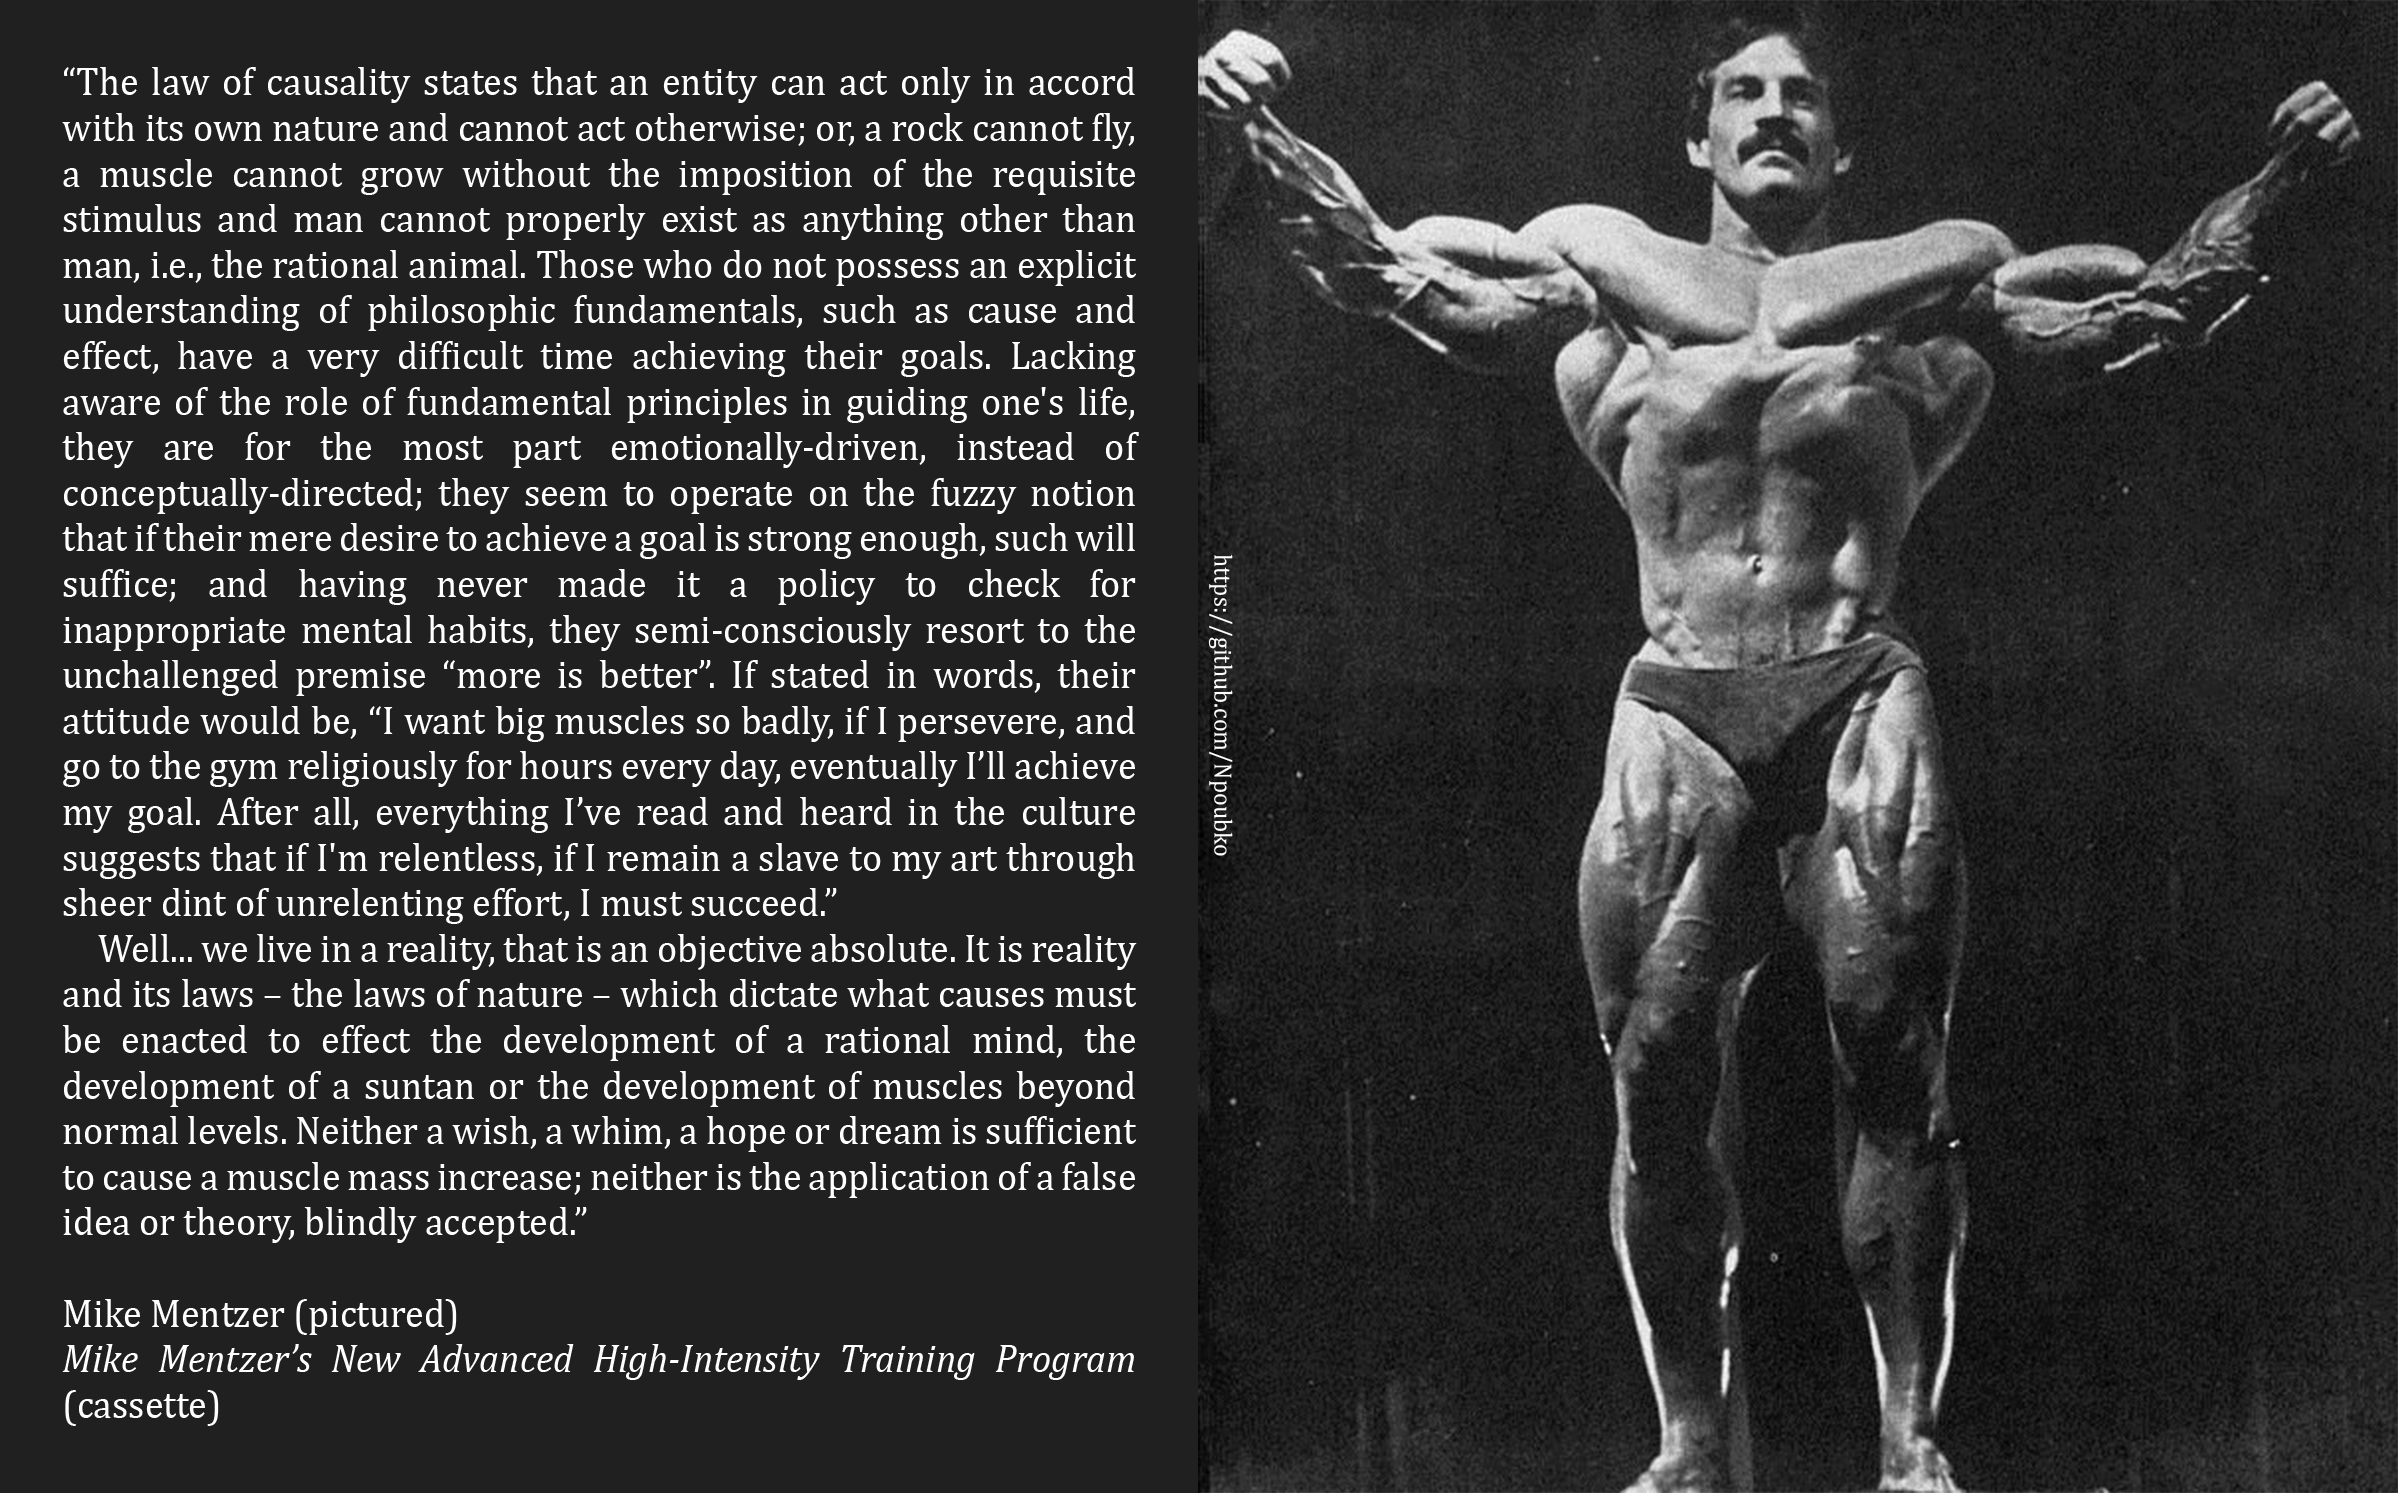 “The law of causality states that an entity can act only in accord
with its own nature and cannot act otherwise; or, a rock cannot fly,
a muscle cannot grow without the imposition of the requisite
stimulus and man cannot properly exist as anything other than
man, i.e., the rational animal. Those who do not possess an explicit
understanding of philosophic fundamentals, such as cause and
effect, have a very difficult time achieving their goals. Lacking
aware of the role of fundamental principles in guiding one's life,
they are for the most part emotionally-driven, instead of
conceptually-directed; they seem to operate on the fuzzy notion
that if their mere desire to achieve a goal is strong enough, such will
suffice; and having never made it a policy to check for
inappropriate mental habits, they semi-consciously resort to the
unchallenged premise “more is better”. If stated in words, their
attitude would be, “I want big muscles so badly, if I persevere, and
go to the gym religiously for hours every day, eventually I’ll achieve
my goal. After all, everything I’ve read and heard in the culture
suggests that if I'm relentless, if I remain a slave to my art through
sheer dint of unrelenting effort, I must succeed.”
Well... we live in a reality, that is an objective absolute. It is reality
and its laws – the laws of nature – which dictate what causes must
be enacted to effect the development of a rational mind, the
development of a suntan or the development of muscles beyond
normal levels. Neither a wish, a whim, a hope or dream is sufficient
to cause a muscle mass increase; neither is the application of a false
idea or theory, blindly accepted.”
Mike Mentzer (pictured)
Mike Mentzer’s New Advanced High-Intensity Training Program
(cassette)
https://github.com/Npoubko